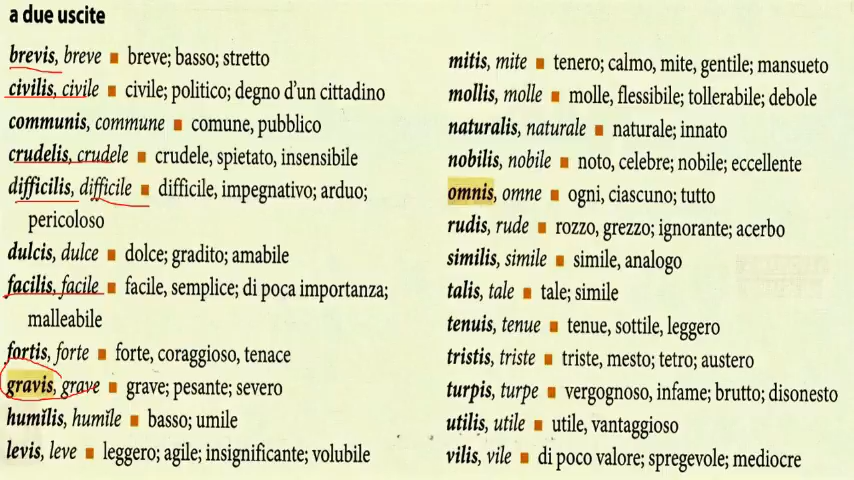 a due uscite
brevis, breve ■ breve; basso; stretto
civilis, civile ■ civile; politico; degno d'un cittadino
communis, commune ■ comune, pubblico
crudelis, crudele ■ crudele, spietato, insensibile
difficilis, difficile ■ difficile, impegnativo; arduo;
pericoloso
dulcis, dulce ■ dolce; gradito; amabile
facilis, facile ■ facile, semplice; di poca importanza;
malleabile
fortis, forte ■ forte, coraggioso, tenace
gravis, grave ■ grave; pesante; severo
humĭlis, humĭle ■ basso; umile
levis, leve ■ leggero; agile; insignificante; volubile
mitis, mite ■ tenero; calmo, mite, gentile; mansueto
mollis, molle ■ molle, flessibile; tollerabile; debole
naturalis, naturale ■ naturale; innato
nobilis, nobile ■ noto, celebre; nobile; eccellente
omnis, omne ■ ogni, ciascuno; tutto
rudis, rude ■ rozzo, grezzo; ignorante; acerbo
similis, simile ■ simile, analogo
talis, tale ■ tale; simile
tenuis, tenue ■ tenue, sottile, leggero
tristis, triste ■ triste, mesto; tetro; austero
turpis, turpe ■ vergognoso, infame; brutto; disonesto
utilis, utile ■ utile, vantaggioso
vilis, vile ■ di poco valore; spregevole; mediocre